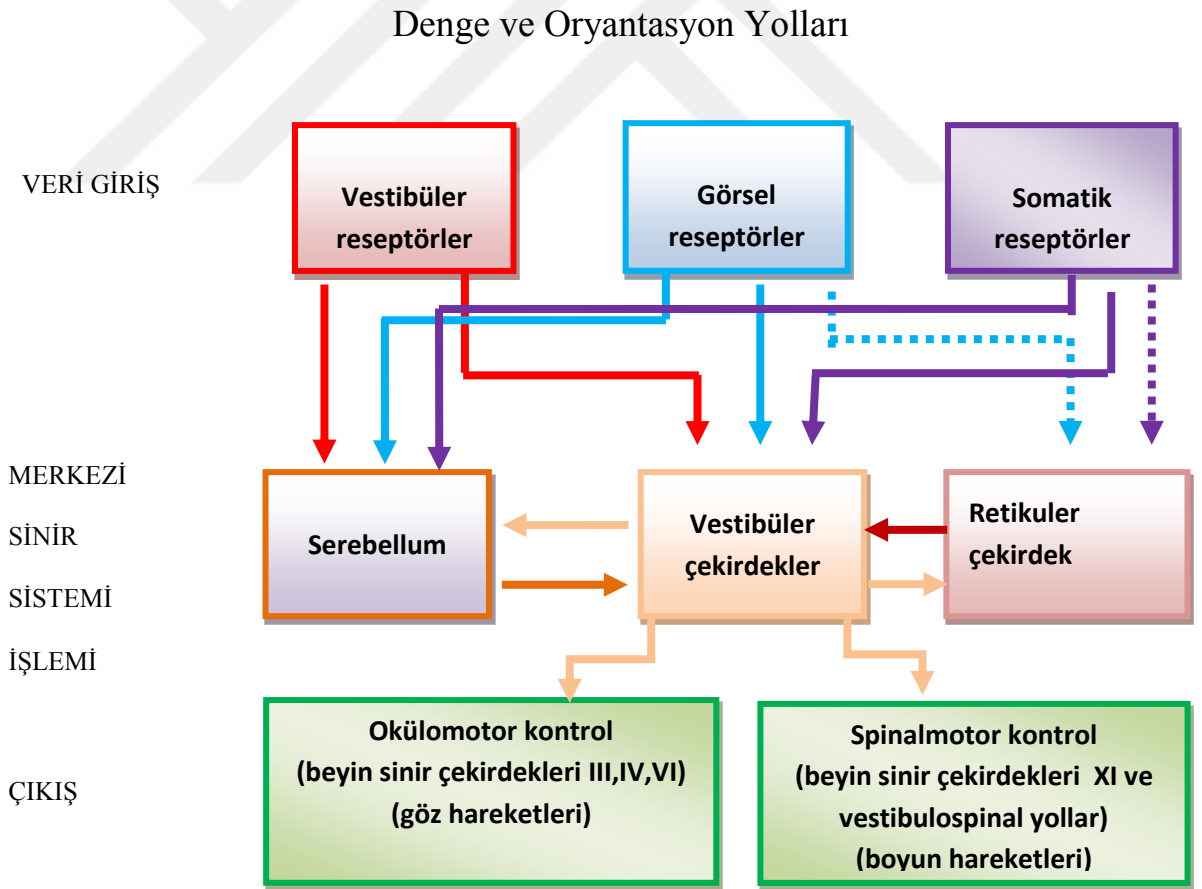 Denge ve Oryantasyon Yolları
VERİ GİRİŞ
Vestibüler
reseptörler
Görsel
reseptörler
Somatik
reseptörler
MERKEZİ
SİNİR
SİSTEMİ
İŞLEMİ
Serebellum
Vestibüler
çekirdekler
Retikuler
çekirdek
ÇIKIŞ
Okülomotor kontrol
(beyin sinir çekirdekleri III,IV,VI)
(göz hareketleri)
Spinalmotor kontrol
(beyin sinir çekirdekleri XI ve
vestibulospinal yollar)
(boyun hareketleri)